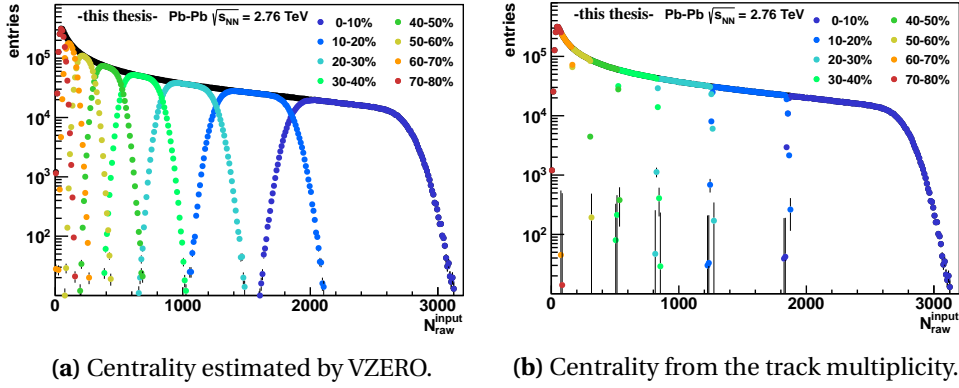 -this thesis- Pb-Pb √sNN = 2.76 TeV
entries
0-10% 40-50%
10-20% 50-60%
20-30% 60-70%
30-40% 70-80%
10^5
10^4
10^3
10^2
0 1000 2000 3000
N^input_raw
(a) Centrality estimated by VZERO.
-this thesis- Pb-Pb √sNN = 2.76 TeV
entries
0-10% 40-50%
10-20% 50-60%
20-30% 60-70%
30-40% 70-80%
10^5
10^4
10^3
10^2
0 1000 2000 3000
N^input_raw
(b) Centrality from the track multiplicity.